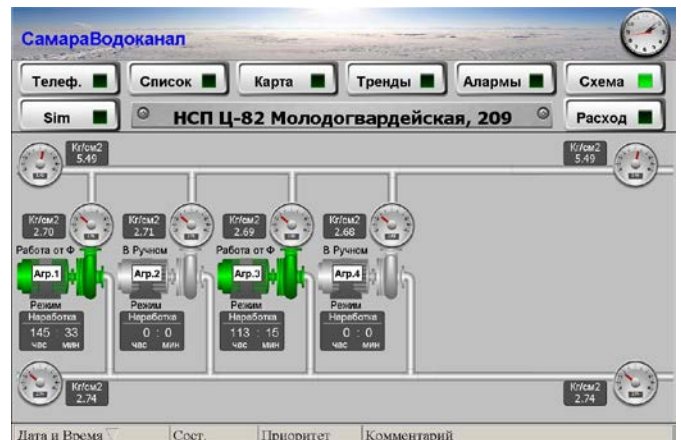 СамараВодоканал
Телеф. Список Карта Тренды Алармы Схема
Sim НСП Ц-82 Молодогвардейская, 209 Расход
Кг/см2 Кг/см2
5.49 5.49
Кг/см2 Кг/см2 Кг/см2 Кг/см2
2.70 2.71 2.69 2.68
Работа от Ф В Ручном Работа от Ф В Ручном
Агр.1 Агр.2 Агр.3 Агр.4
Режим Режим Режим Режим
Наработка Наработка Наработка Наработка
145 : 33 0 : 0 113 : 15 0 : 0
час мин час мин час мин час мин
Кг/см2 Кг/см2
2.74 2.74
Дата и Время Сост. Приоритет Комментарий